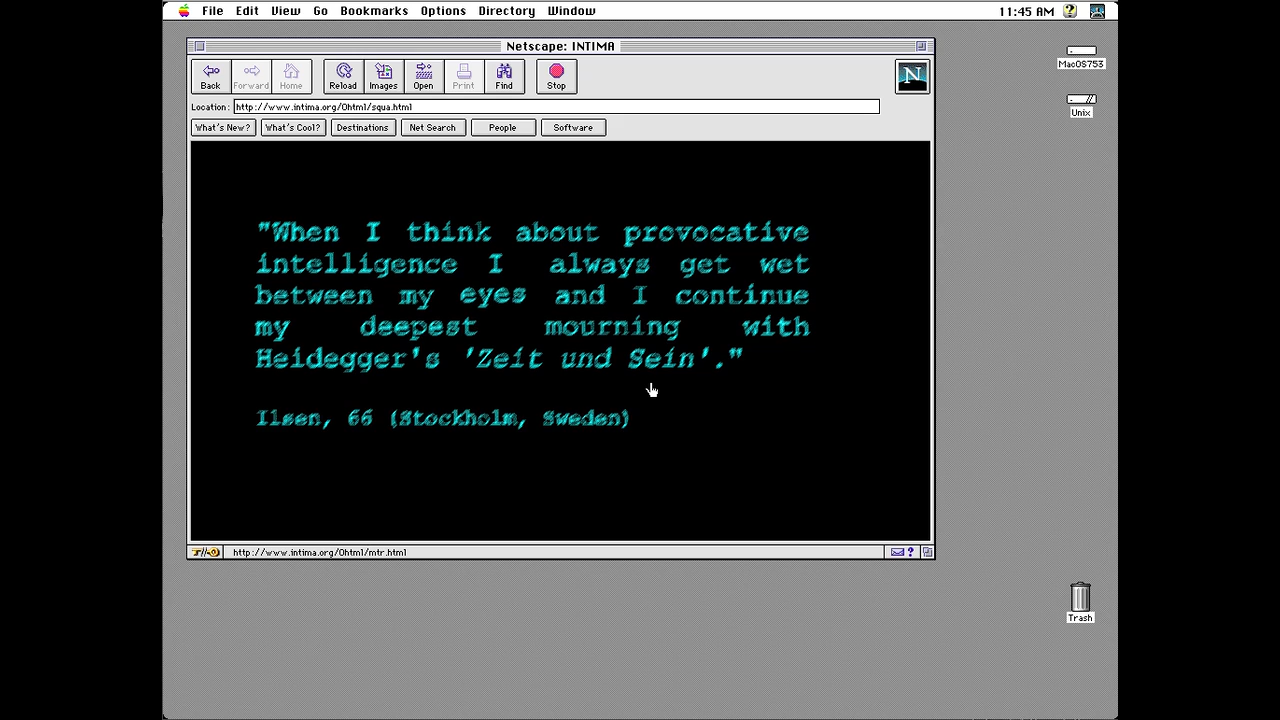 File Edit View Go Bookmarks Options Directory Window 11:45 AM
Netscape: INTIMA
MacOS753
Back Forward Home Reload Images Open Print Find Stop
N
Location: http://www.intima.org/0html/squa.html
Unix
What's New? What's Cool? Destinations Net Search People Software
"When I think about provocative
intelligence I always get wet
between my eyes and I continue
my deepest mourning with
Heidegger's 'Zeit und Sein'."
Ilsen, 66 (Stockholm, Sweden)
http://www.intima.org/0html/mtr.html
Trash